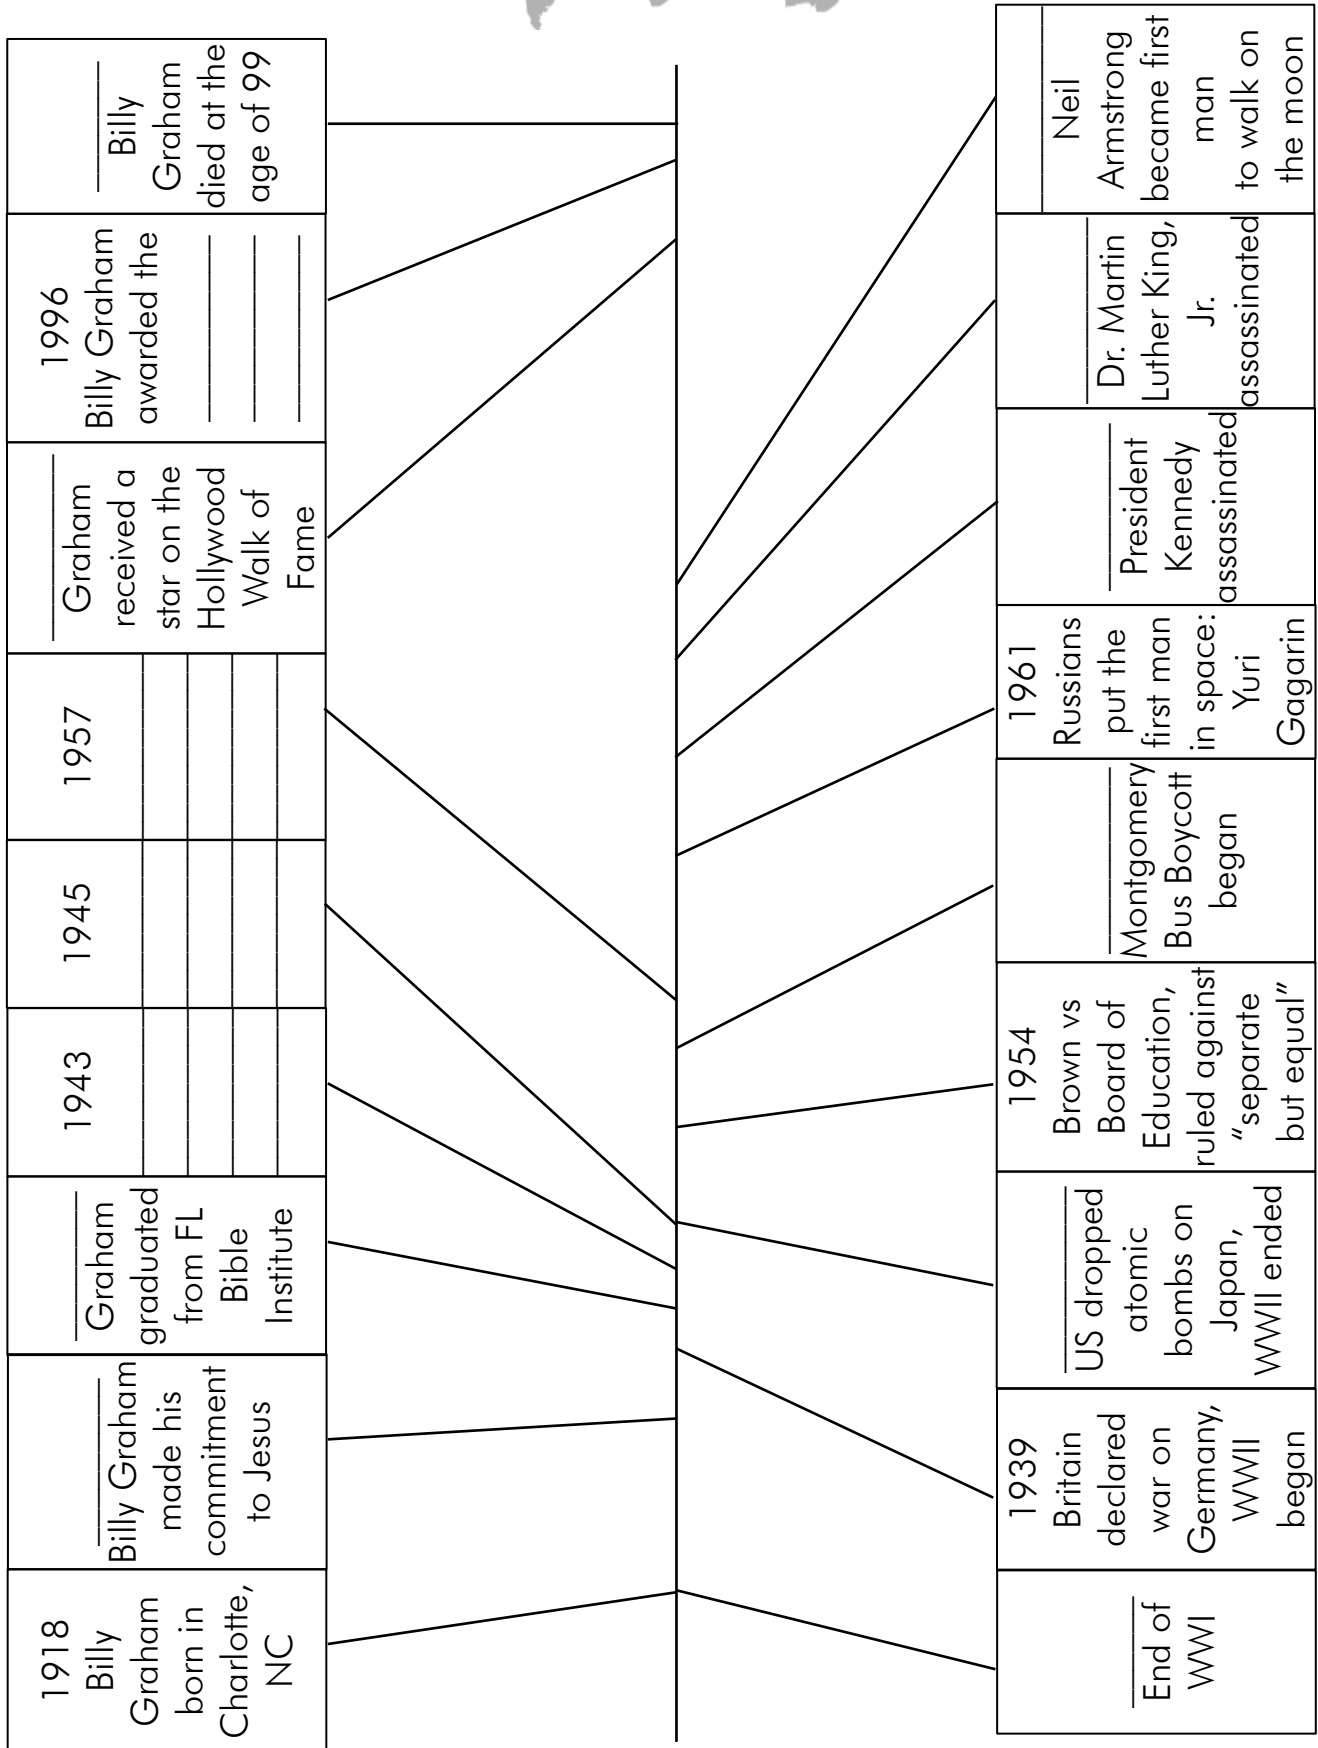 1918
Billy
Graham
born in
Charlotte,
NC
Billy Graham
made his
commitment
to Jesus
Graham
graduated
from FL
Bible
Institute
1943
1945
1957
Graham
received a
star on the
Hollywood
Walk of
Fame
1996
Billy Graham
awarded the
Billy
Graham
died at the
age of 99
End of
WWI
1939
Britain
declared
war on
Germany,
WWII
began
US dropped
atomic
bombs on
Japan,
WWII ended
1954
Brown vs
Board of
Education,
ruled against
“separate
but equal”
Montgomery
Bus Boycott
began
1961
Russians
put the
first man
in space:
Yuri
Gagarin
President
Kennedy
assassinated
Dr. Martin
Luther King,
Jr.
assassinated
Neil
Armstrong
became first
man
to walk on
the moon